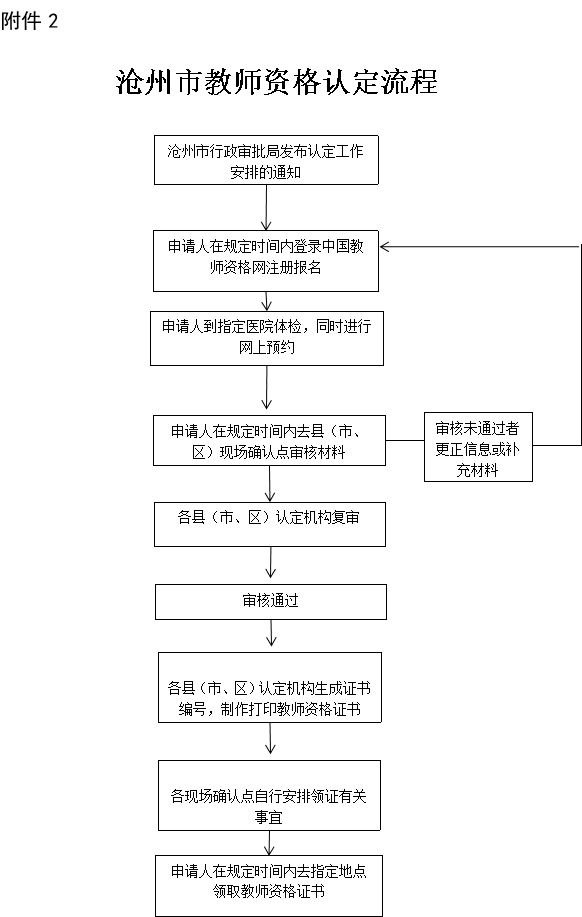 附件 2
沧州市教师资格认定流程
沧州市行政审批局发布认定工作
安排的通知
申请人在规定时间内登录中国教
师资格网注册报名
申请人到指定医院体检，同时进行
网上预约
申请人在规定时间内去县（市、
区）现场确认点审核材料
审核未通过者
更正信息或补
充材料
各县（市、区）认定机构复审
审核通过
各县（市、区）认定机构生成证书
编号，制作打印教师资格证书
各现场确认点自行安排领证有关
事宜
申请人在规定时间内去指定地点
领取教师资格证书